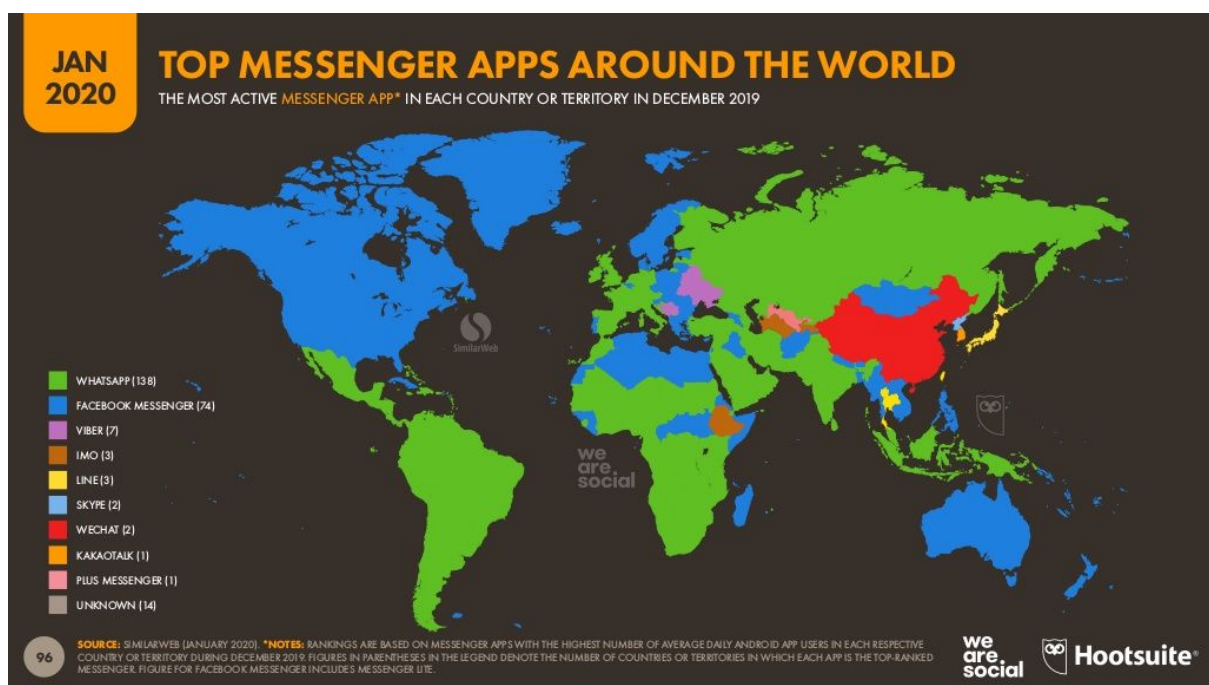 JAN
2020
TOP MESSENGER APPS AROUND THE WORLD
THE MOST ACTIVE MESSENGER APP* IN EACH COUNTRY OR TERRITORY IN DECEMBER 2019
SimilarWeb
WHATSAPP (138)
FACEBOOK MESSENGER (74)
VIBER (7)
IMO (3)
LINE (3)
SKYPE (2)
WECHAT (2)
KAKAOTALK (1)
PLUS MESSENGER (1)
UNKNOWN (14)
we
are
social
96
SOURCE: SIMILARWEB (JANUARY 2020). *NOTES: RANKINGS ARE BASED ON MESSENGER APPS WITH THE HIGHEST NUMBER OF AVERAGE DAILY ANDROID APP USERS IN EACH RESPECTIVE
COUNTRY OR TERRITORY DURING DECEMBER 2019. FIGURES IN PARENTHESES IN THE LEGEND DENOTE THE NUMBER OF COUNTRIES OR TERRITORIES IN WHICH EACH APP IS THE TOP-RANKED
MESSENGER. FIGURE FOR FACEBOOK MESSENGER INCLUDES MESSENGER LITE.
we
are
social
Hootsuite®